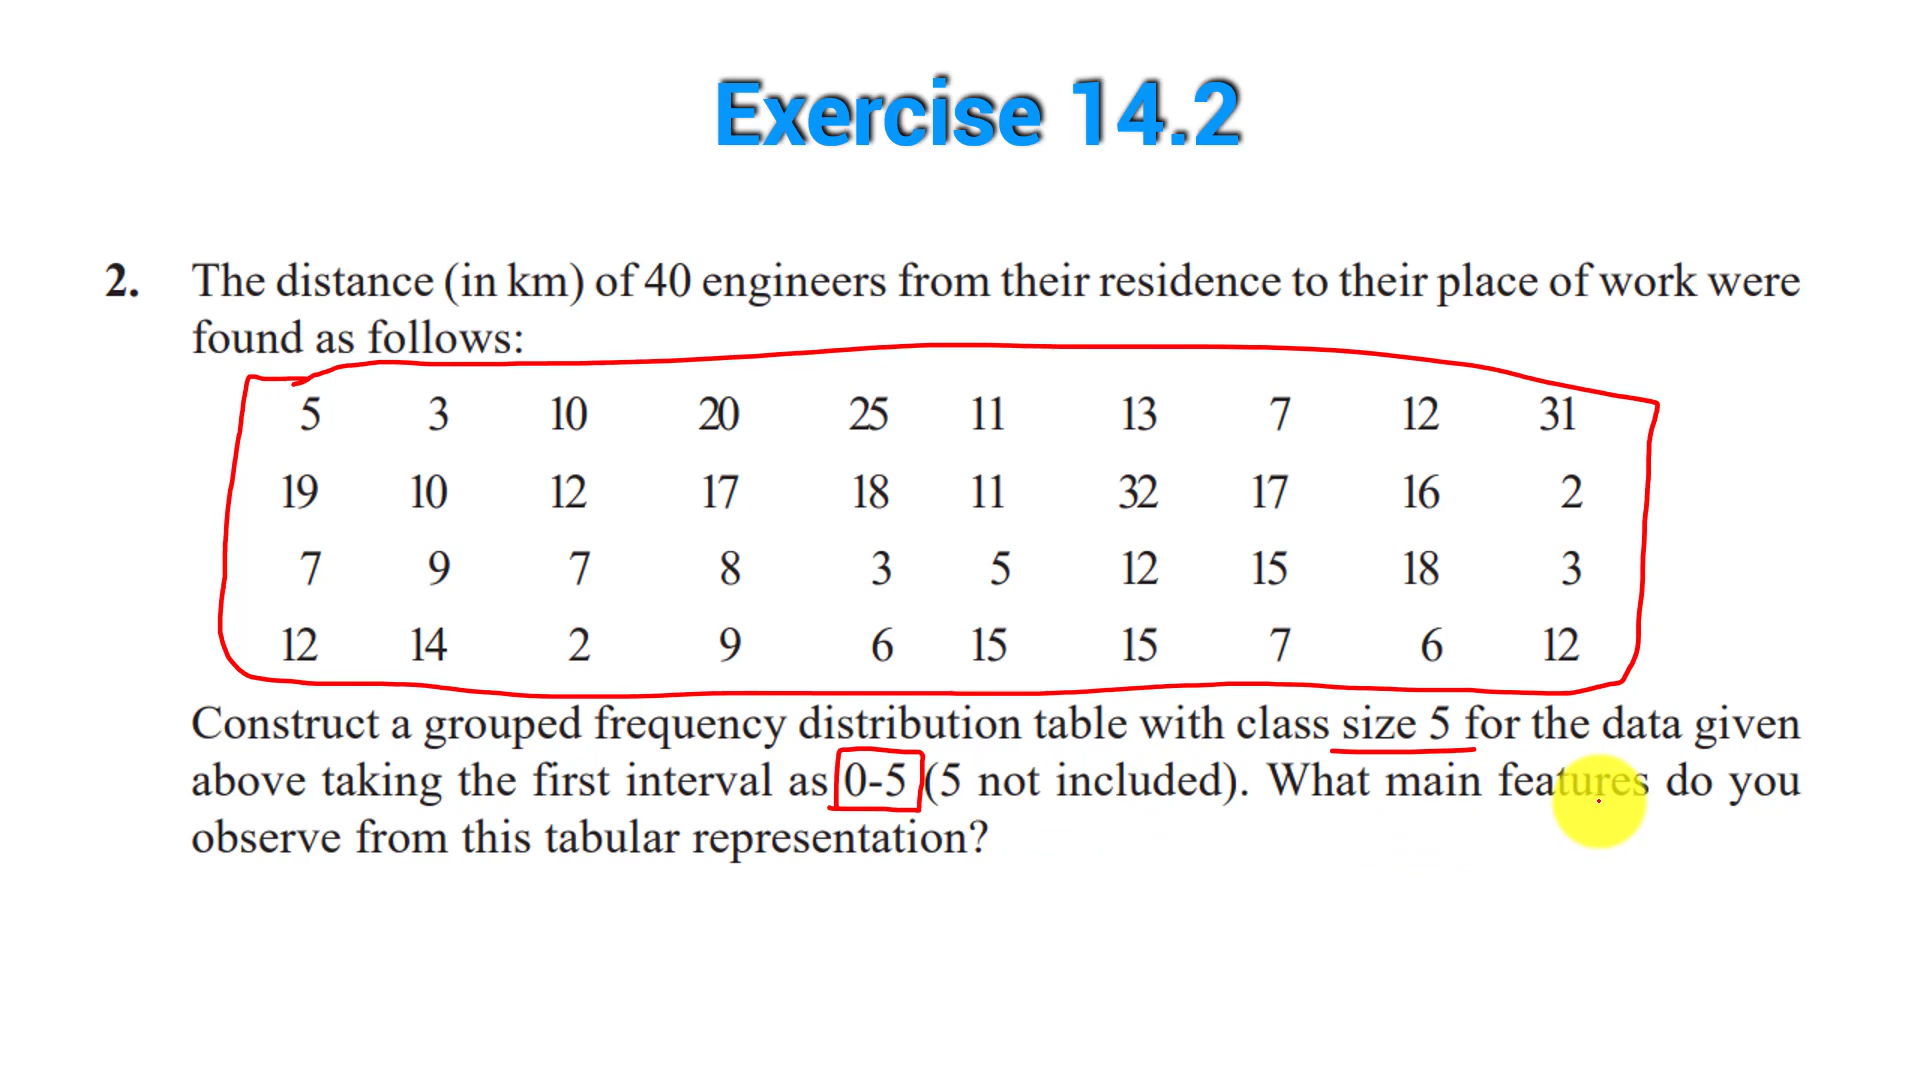 Exercise 14.2
2. The distance (in km) of 40 engineers from their residence to their place of work were
found as follows:
5 3 10 20 25 11 13 7 12 31
19 10 12 17 18 11 32 17 16 2
7 9 7 8 3 5 12 15 18 3
12 14 2 9 6 15 15 7 6 12
Construct a grouped frequency distribution table with class size 5 for the data given
above taking the first interval as 0-5 (5 not included). What main features do you
observe from this tabular representation?